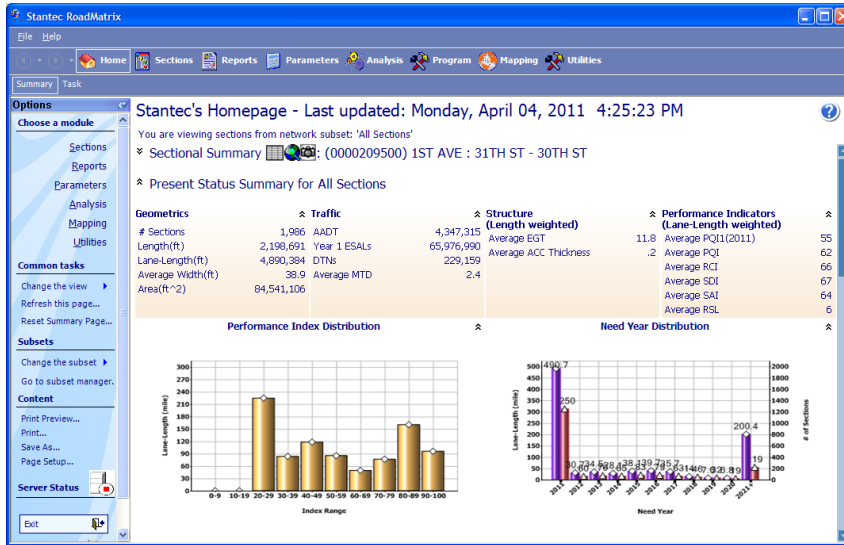 Stantec RoadMatrix
File Help
Home Sections Reports Parameters Analysis Program Mapping Utilities
Summary Task
Options
Choose a module
Sections
Reports
Parameters
Analysis
Mapping
Utilities
Common tasks
Change the view
Refresh this page...
Reset Summary Page...
Subsets
Change the subset
Go to subset manager.
Content
Print Preview...
Print...
Save As...
Page Setup...
Server Status
Exit
Stantec's Homepage - Last updated: Monday, April 04, 2011 4:25:23 PM
You are viewing sections from network subset: 'All Sections'
Sectional Summary : (0000209500) 1ST AVE : 31TH ST - 30TH ST
Present Status Summary for All Sections
Geometrics
# Sections 1,986
Length(ft) 2,198,691
Lane-Length(ft) 4,890,384
Average Width(ft) 38.9
Area(ft^2) 84,541,106
Traffic
AADT 4,347,315
Year 1 ESALs 65,976,990
DTNs 229,159
Average MTD 2.4
Structure
(Length weighted)
Average EGT 11.8
Average ACC Thickness .2
Performance Indicators
(Lane-Length weighted)
Average PQI1(2011) 55
Average PQI 62
Average RCI 66
Average SDI 67
Average SAI 64
Average RSL 6
Performance Index Distribution
Lane-Length (mile)
300
270
240
210
180
150
120
90
60
30
0
0-9 10-19 20-29 30-39 40-49 50-59 60-69 70-79 80-89 90-100
Index Range
Need Year Distribution
Lane-Length (mile)
500
450
400
350
300
250
200
150
100
50
0
490.7
250
200.4
19
2000
1800
1600
1400
1200
1000
800
600
400
200
0
# of Sections
2011 2012 2013 2014 2015 2016 2017 2018 2019 2020 2021+
Need Year